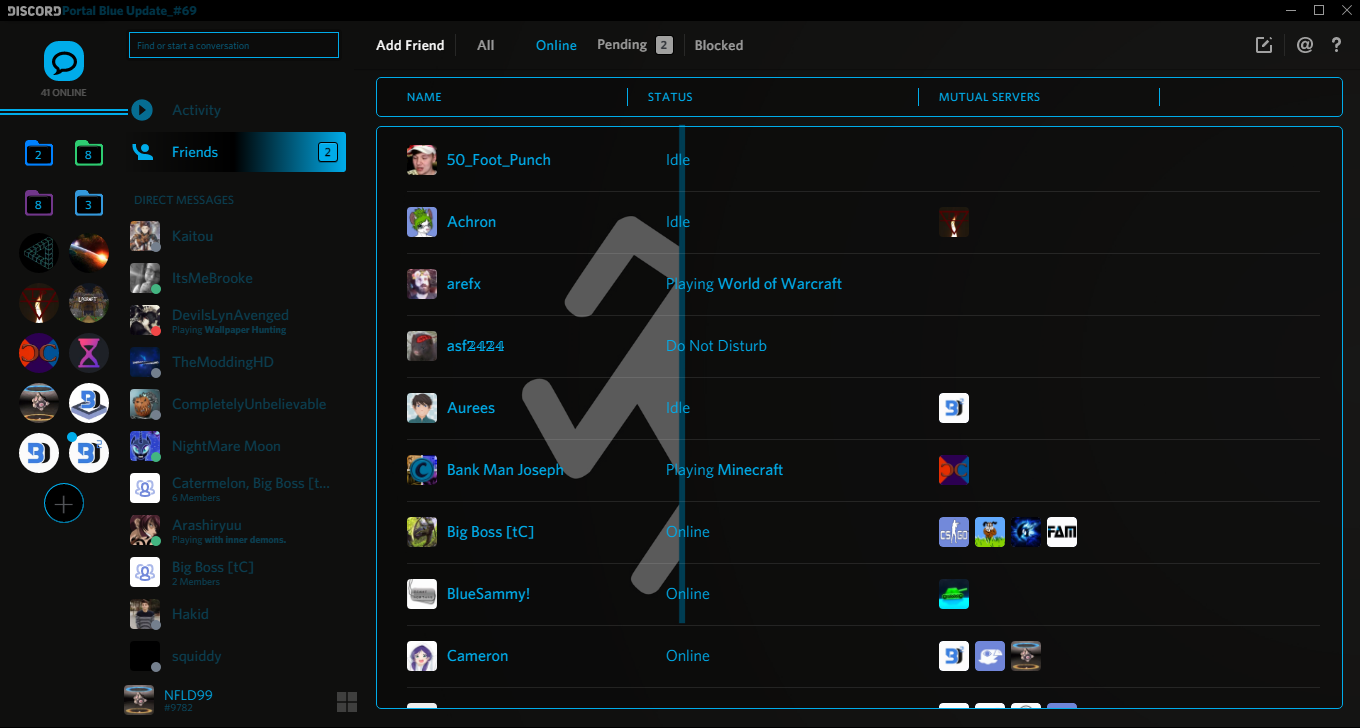 DISCORD Portal Blue Update_#69
Find or start a conversation
Add Friend
All
Online
Pending 2
Blocked
@ ?
41 ONLINE
Activity
Friends 2
2 8
8 3
DIRECT MESSAGES
Kaitou
ItsMeBrooke
DevilsLynAvenged
Playing Wallpaper Hunting
TheModdingHD
CompletelyUnbelievable
NightMare Moon
Catermelon, Big Boss [t...
6 Members
Arashiryuu
Playing with inner demons.
Big Boss [tC]
2 Members
Hakid
squiddy
NFLD99
#9782
NAME STATUS MUTUAL SERVERS
50_Foot_Punch Idle
Achron Idle
arefx Playing World of Warcraft
asf2424 Do Not Disturb
Aurees Idle
Bank Man Joseph Playing Minecraft
Big Boss [tC] Online CS GO FAM
BlueSammy! Online
Cameron Online